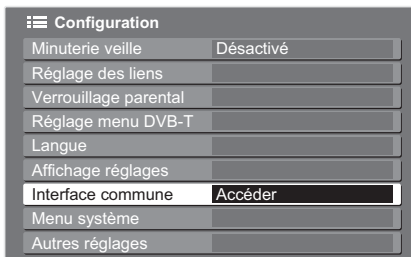 Configuration
Minuterie veille Désactivé
Réglage des liens
Verrouillage parental
Réglage menu DVB-T
Langue
Affichage réglages
Interface commune Accéder
Menu système
Autres réglages